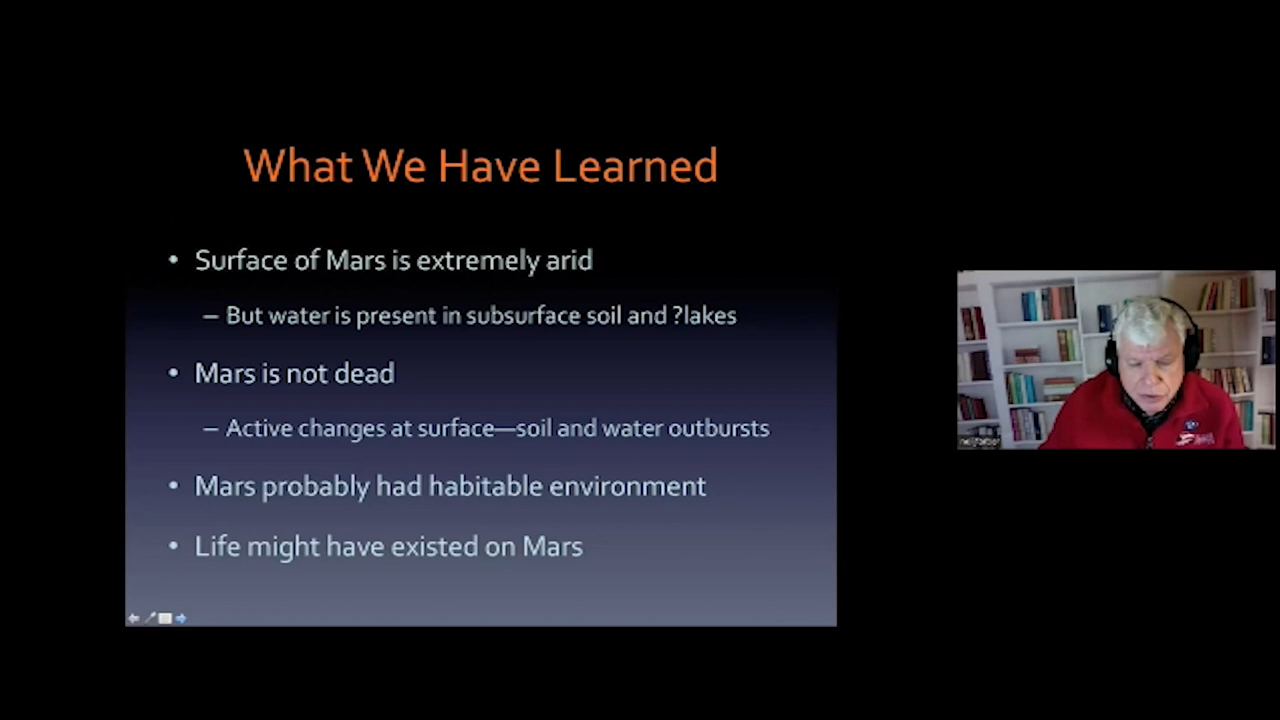 What We Have Learned
• Surface of Mars is extremely arid
– But water is present in subsurface soil and ?lakes
• Mars is not dead
– Active changes at surface—soil and water outbursts
• Mars probably had habitable environment
• Life might have existed on Mars